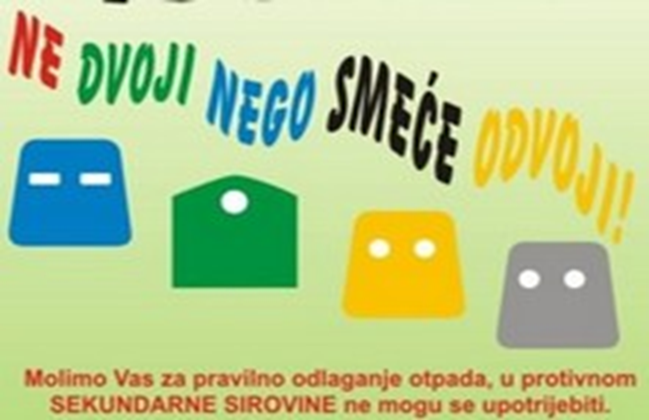 NE DVOJI NEGO SMEĆE ODVOJI!
Molimo Vas za pravilno odlaganje otpada, u protivnom
SEKUNDARNE SIROVINE ne mogu se upotrijebiti.